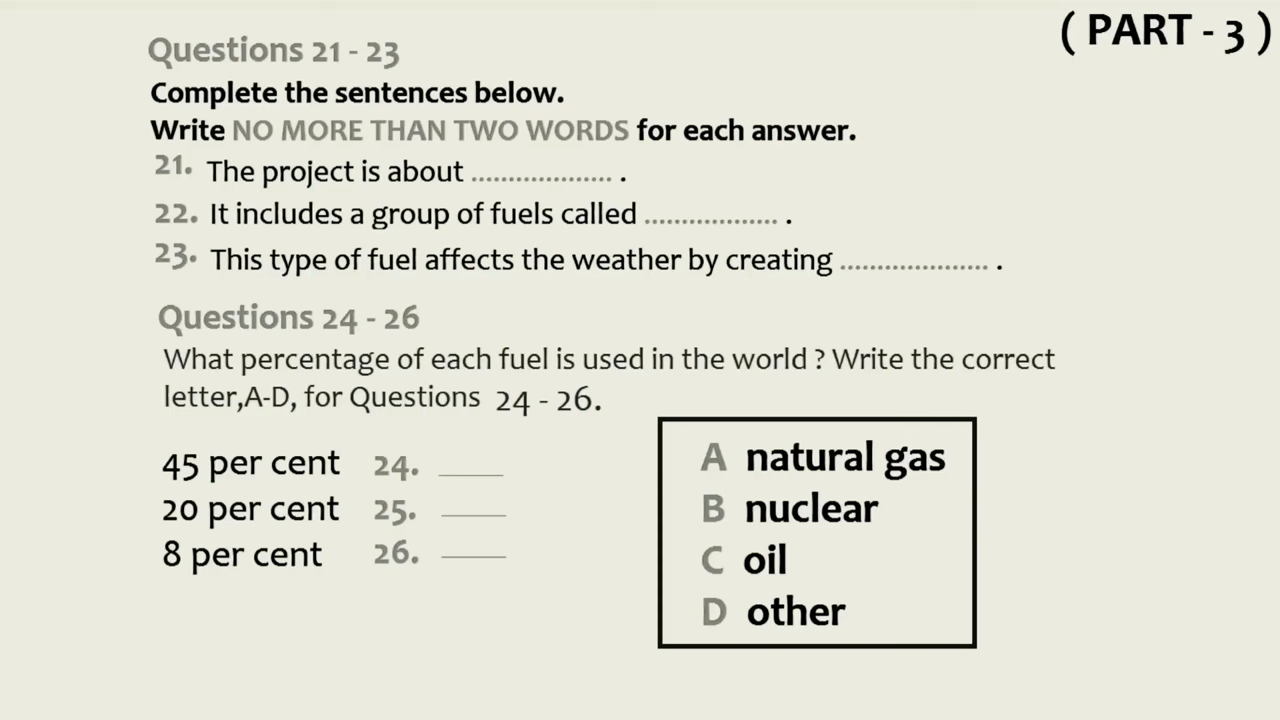 ( PART - 3 )
Questions 21 - 23
Complete the sentences below.
Write NO MORE THAN TWO WORDS for each answer.
21. The project is about ................... .
22. It includes a group of fuels called .................. .
23. This type of fuel affects the weather by creating .................... .
Questions 24 - 26
What percentage of each fuel is used in the world ? Write the correct
letter,A-D, for Questions 24 - 26.
45 per cent 24. ____
20 per cent 25. ____
8 per cent 26. ____
A natural gas
B nuclear
C oil
D other